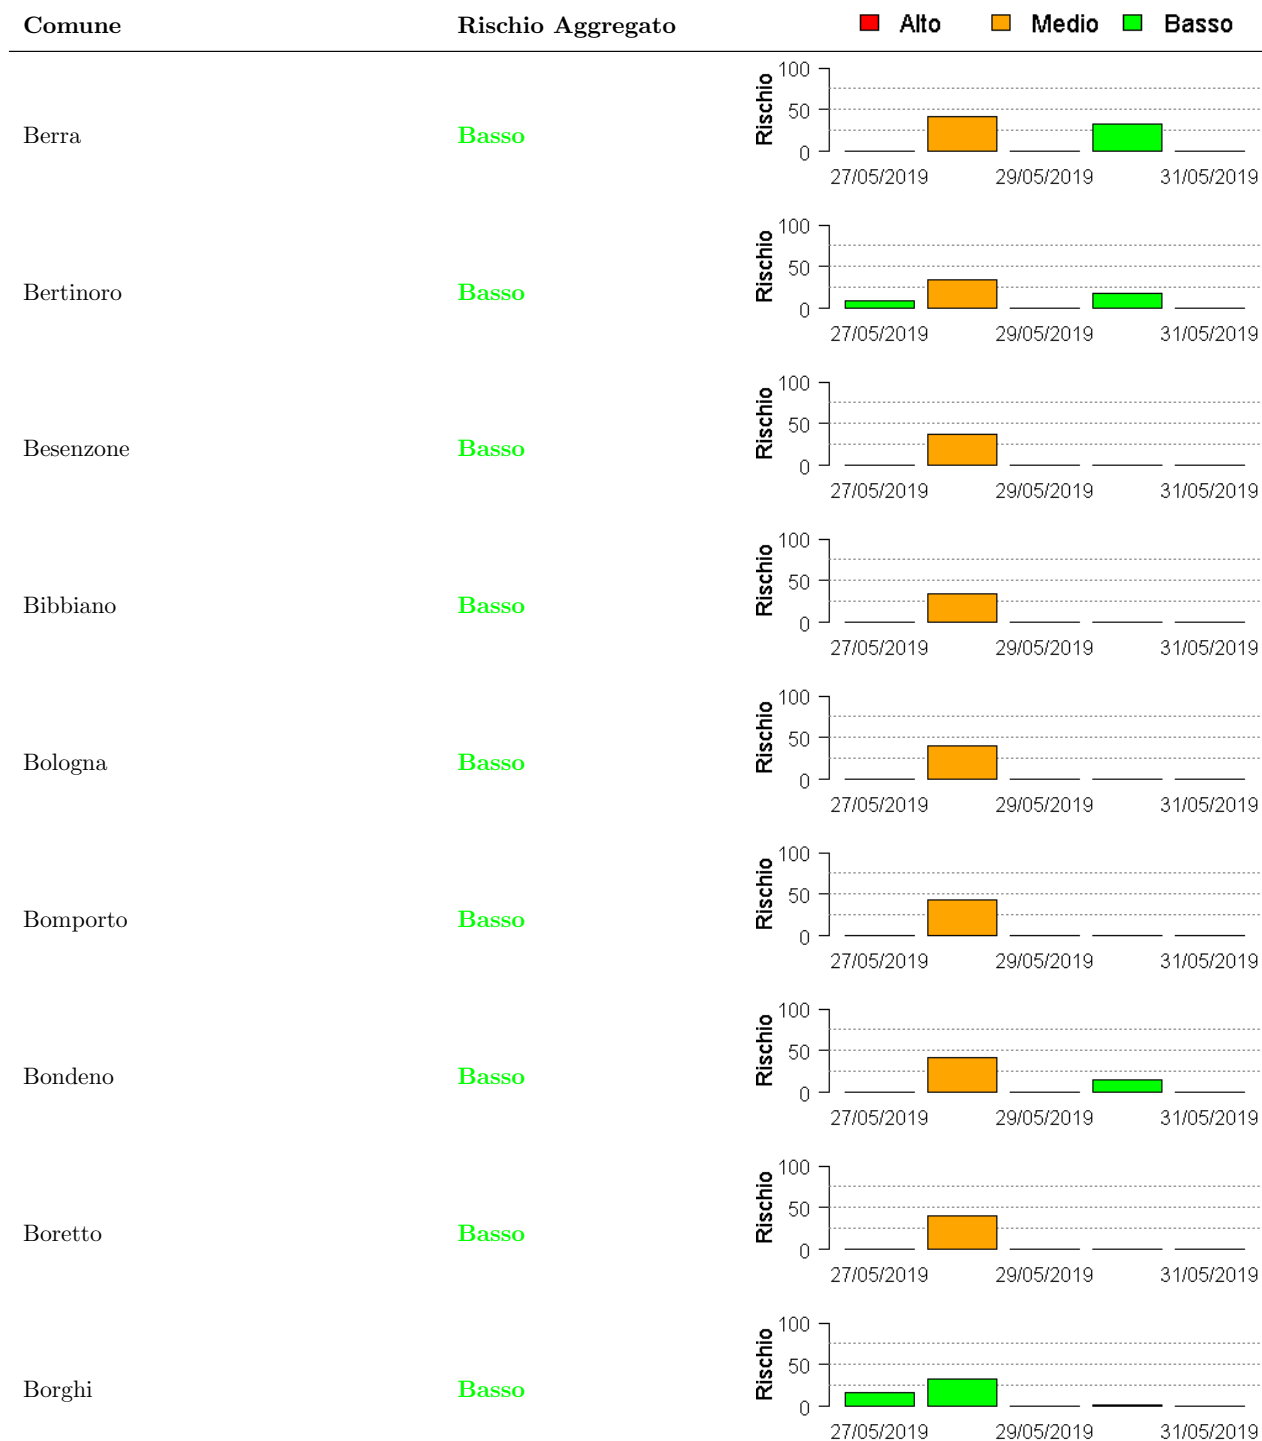 Comune Rischio Aggregato Alto Medio Basso
Berra Basso Rischio 100 50 0
27/05/2019 29/05/2019 31/05/2019
Bertinoro Basso Rischio 100 50 0
27/05/2019 29/05/2019 31/05/2019
Besenzone Basso Rischio 100 50 0
27/05/2019 29/05/2019 31/05/2019
Bibbiano Basso Rischio 100 50 0
27/05/2019 29/05/2019 31/05/2019
Bologna Basso Rischio 100 50 0
27/05/2019 29/05/2019 31/05/2019
Bomporto Basso Rischio 100 50 0
27/05/2019 29/05/2019 31/05/2019
Bondeno Basso Rischio 100 50 0
27/05/2019 29/05/2019 31/05/2019
Boretto Basso Rischio 100 50 0
27/05/2019 29/05/2019 31/05/2019
Borghi Basso Rischio 100 50 0
27/05/2019 29/05/2019 31/05/2019